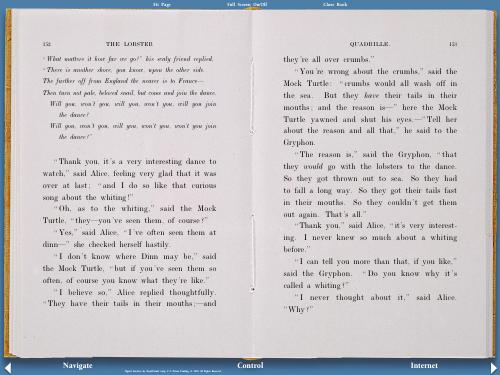 Fit Page Full Screen On/Off Close Book
152 THE LOBSTER
"What matters it how far we go?" his scaly friend replied.
"There is another shore, you know, upon the other side.
The further off from England the nearer is to France—
Then turn not pale, beloved snail, but come and join the dance.
Will you, won't you, will you, won't you, will you join
the dance?
Will you, won't you, will you, won't you, won't you join
the dance?"
"Thank you, it's a very interesting dance to
watch," said Alice, feeling very glad that it was
over at last: "and I do so like that curious
song about the whiting!"
"Oh, as to the whiting," said the Mock
Turtle, "they—you've seen them, of course?"
"Yes," said Alice, "I've often seen them at
dinn—" she checked herself hastily.
"I don't know where Dinn may be," said
the Mock Turtle, "but if you've seen them so
often, of course you know what they're like."
"I believe so," Alice replied thoughtfully.
"They have their tails in their mouths;—and
QUADRILLE. 153
they're all over crumbs."
"You're wrong about the crumbs," said the
Mock Turtle: "crumbs would all wash off in
the sea. But they have their tails in their
mouths; and the reason is—" here the Mock
Turtle yawned and shut his eyes.—"Tell her
about the reason and all that," he said to the
Gryphon.
"The reason is," said the Gryphon, "that
they would go with the lobsters to the dance.
So they got thrown out to sea. So they had
to fall a long way. So they got their tails fast
in their mouths. So they couldn't get them
out again. That's all."
"Thank you," said Alice, "it's very interest-
ing. I never knew so much about a whiting
before."
"I can tell you more than that, if you like,"
said the Gryphon. "Do you know why it's
called a whiting?"
"I never thought about it," said Alice.
"Why?"
Navigate Control Internet